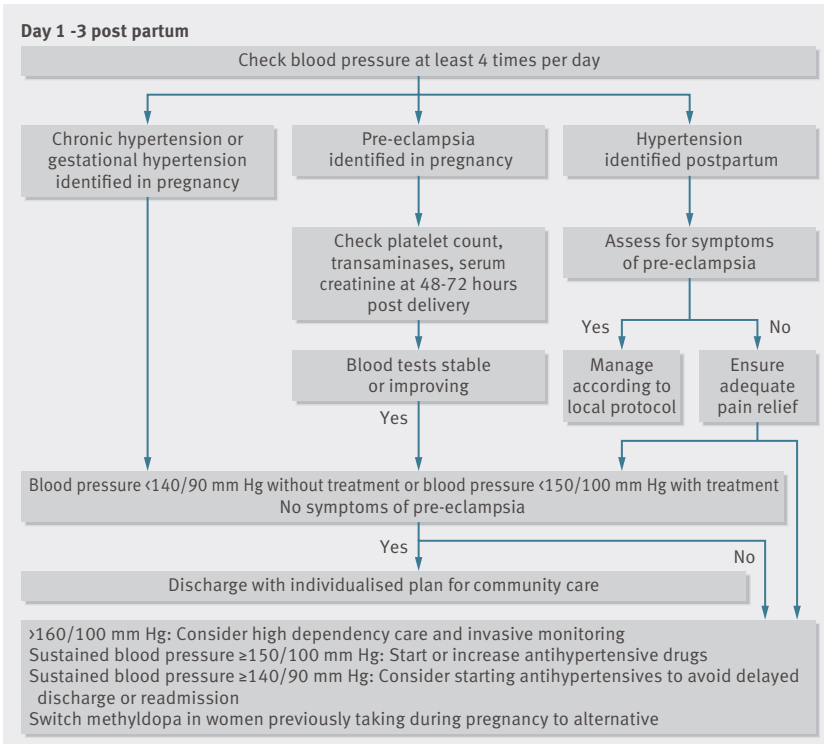 Day 1 -3 post partum
Check blood pressure at least 4 times per day
Chronic hypertension or
gestational hypertension
identified in pregnancy
Pre-eclampsia
identified in pregnancy
Hypertension
identified postpartum
Check platelet count,
transaminases, serum
creatinine at 48-72 hours
post delivery
Assess for symptoms
of pre-eclampsia
Yes
No
Blood tests stable
or improving
Manage
according to
local protocol
Ensure
adequate
pain relief
Yes
Blood pressure <140/90 mm Hg without treatment or blood pressure <150/100 mm Hg with treatment
No symptoms of pre-eclampsia
Yes
No
Discharge with individualised plan for community care
>160/100 mm Hg: Consider high dependency care and invasive monitoring
Sustained blood pressure ≥150/100 mm Hg: Start or increase antihypertensive drugs
Sustained blood pressure ≥140/90 mm Hg: Consider starting antihypertensives to avoid delayed
discharge or readmission
Switch methyldopa in women previously taking during pregnancy to alternative